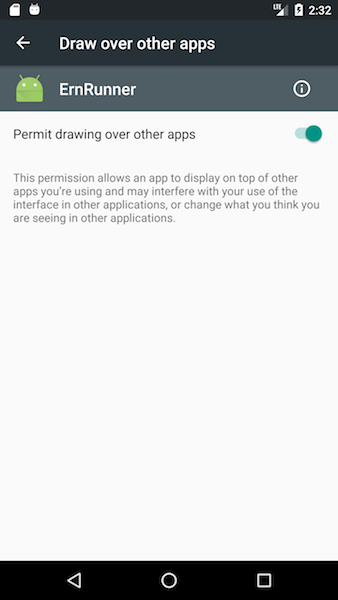 LTE 2:32
Draw over other apps
ErnRunner
Permit drawing over other apps
This permission allows an app to display on top of other
apps you’re using and may interfere with your use of the
interface in other applications, or change what you think you
are seeing in other applications.